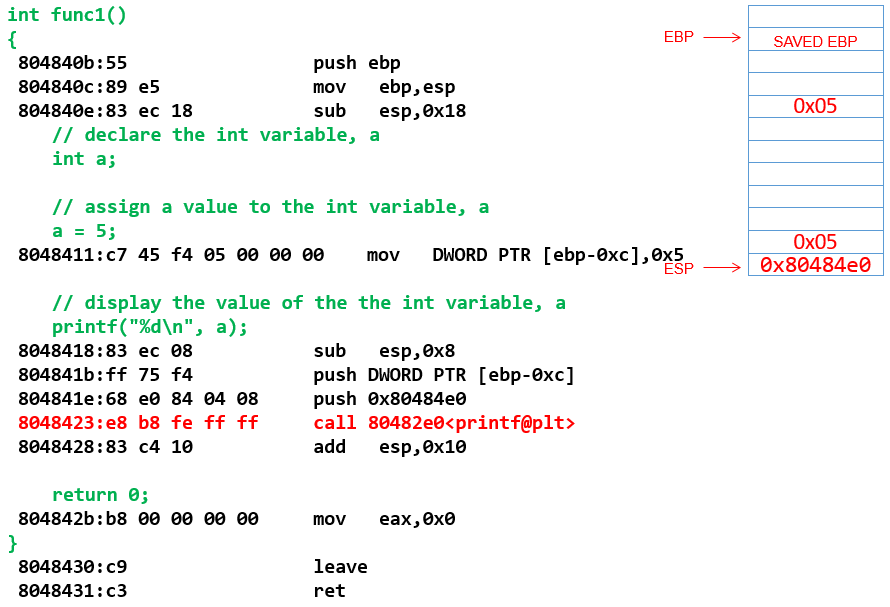 int func1()
{
804840b:55 push ebp
804840c:89 e5 mov ebp,esp
804840e:83 ec 18 sub esp,0x18
// declare the int variable, a
int a;
// assign a value to the int variable, a
a = 5;
8048411:c7 45 f4 05 00 00 00 mov DWORD PTR [ebp-0xc],0x5
// display the value of the the int variable, a
printf("%d\n", a);
8048418:83 ec 08 sub esp,0x8
804841b:ff 75 f4 push DWORD PTR [ebp-0xc]
804841e:68 e0 84 04 08 push 0x80484e0
8048423:e8 b8 fe ff ff call 80482e0<printf@plt>
8048428:83 c4 10 add esp,0x10
return 0;
804842b:b8 00 00 00 00 mov eax,0x0
}
8048430:c9 leave
8048431:c3 ret
EBP
SAVED EBP
0x05
0x05
ESP
0x80484e0